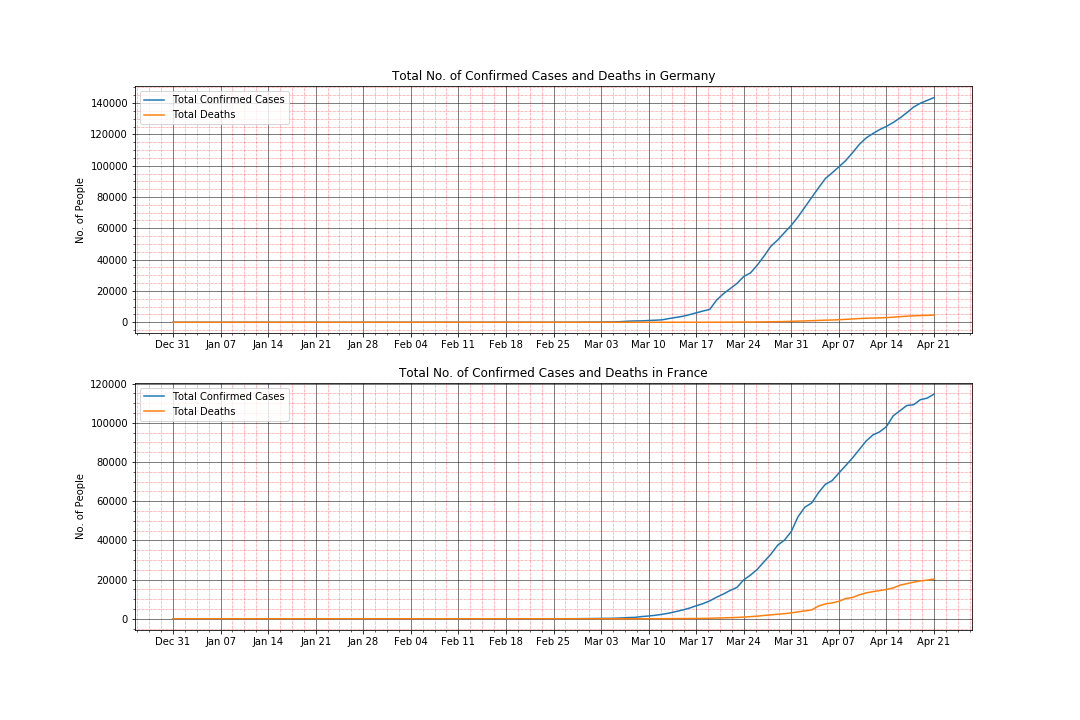 Total No. of Confirmed Cases and Deaths in Germany
No. of People
140000
120000
100000
80000
60000
40000
20000
0
Total Confirmed Cases
Total Deaths
Dec 31 Jan 07 Jan 14 Jan 21 Jan 28 Feb 04 Feb 11 Feb 18 Feb 25 Mar 03 Mar 10 Mar 17 Mar 24 Mar 31 Apr 07 Apr 14 Apr 21
Total No. of Confirmed Cases and Deaths in France
No. of People
120000
100000
80000
60000
40000
20000
0
Total Confirmed Cases
Total Deaths
Dec 31 Jan 07 Jan 14 Jan 21 Jan 28 Feb 04 Feb 11 Feb 18 Feb 25 Mar 03 Mar 10 Mar 17 Mar 24 Mar 31 Apr 07 Apr 14 Apr 21